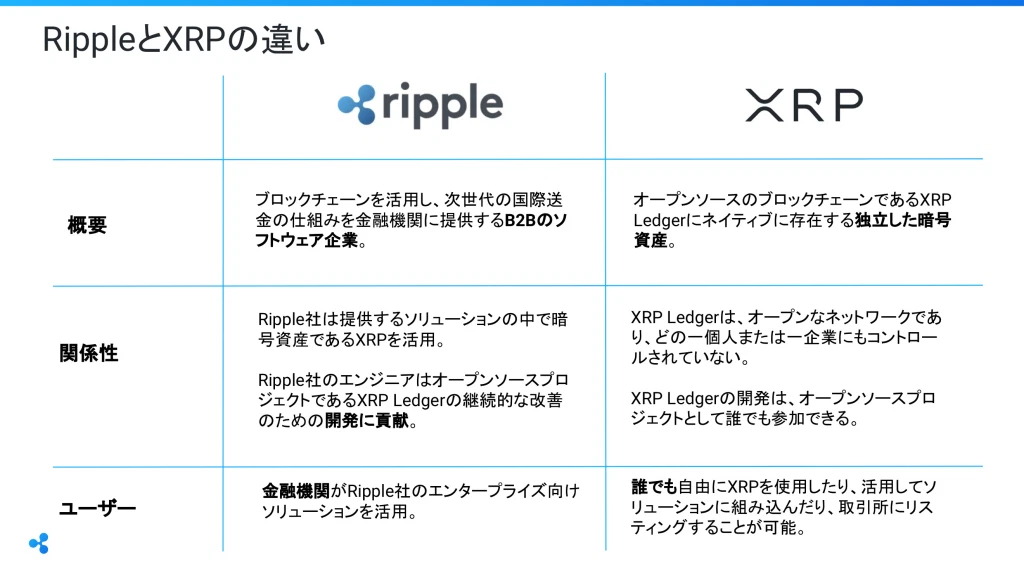 RippleとXRPの違い
ripple
XRP
概要
ブロックチェーンを活用し、次世代の国際送
金の仕組みを金融機関に提供するB2Bのソ
フトウェア企業。
オープンソースのブロックチェーンであるXRP
Ledgerにネイティブに存在する独立した暗号
資産。
関係性
Ripple社は提供するソリューションの中で暗
号資産であるXRPを活用。
Ripple社のエンジニアはオープンソースプロ
ジェクトであるXRP Ledgerの継続的な改善
のための開発に貢献。
XRP Ledgerは、オープンなネットワークであ
り、どの一個人または一企業にもコントロー
ルされていない。
XRP Ledgerの開発は、オープンソースプロ
ジェクトとして誰でも参加できる。
ユーザー
金融機関がRipple社のエンタープライズ向け
ソリューションを活用。
誰でも自由にXRPを使用したり、活用してソ
リューションに組み込んだり、取引所にリス
ティングすることが可能。